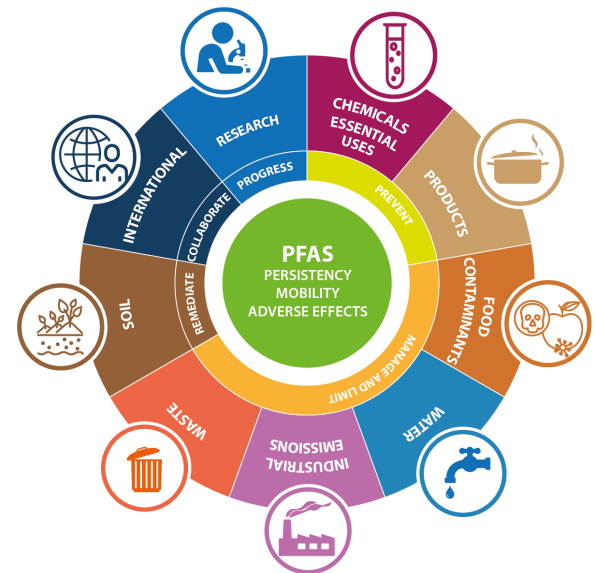 PFAS
PERSISTENCY
MOBILITY
ADVERSE EFFECTS
PREVENT
MANAGE AND LIMIT
REMEDIATE
COLLABORATE
PROGRESS
CHEMICALS
ESSENTIAL
USES
PRODUCTS
FOOD
CONTAMINANTS
WATER
INDUSTRIAL
EMISSIONS
WASTE
SOIL
INTERNATIONAL
RESEARCH